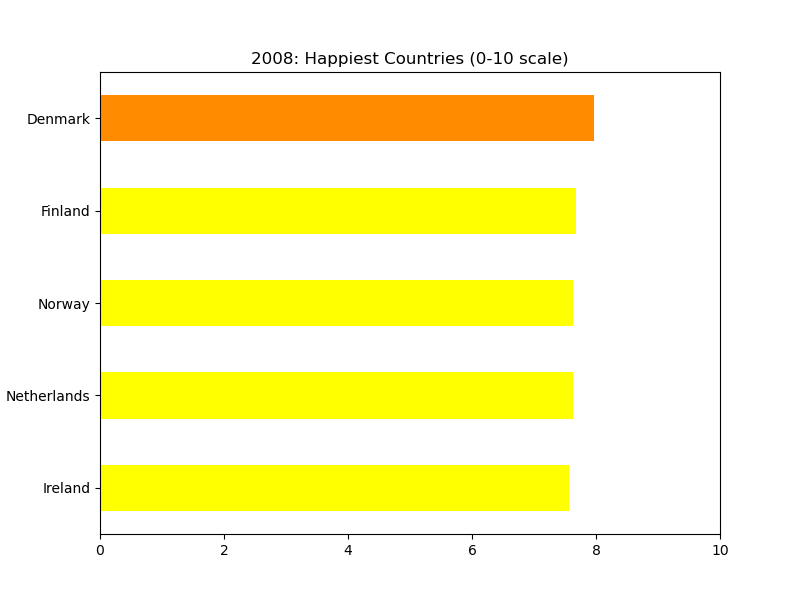 2008: Happiest Countries (0-10 scale)
Denmark
Finland
Norway
Netherlands
Ireland
0 2 4 6 8 10